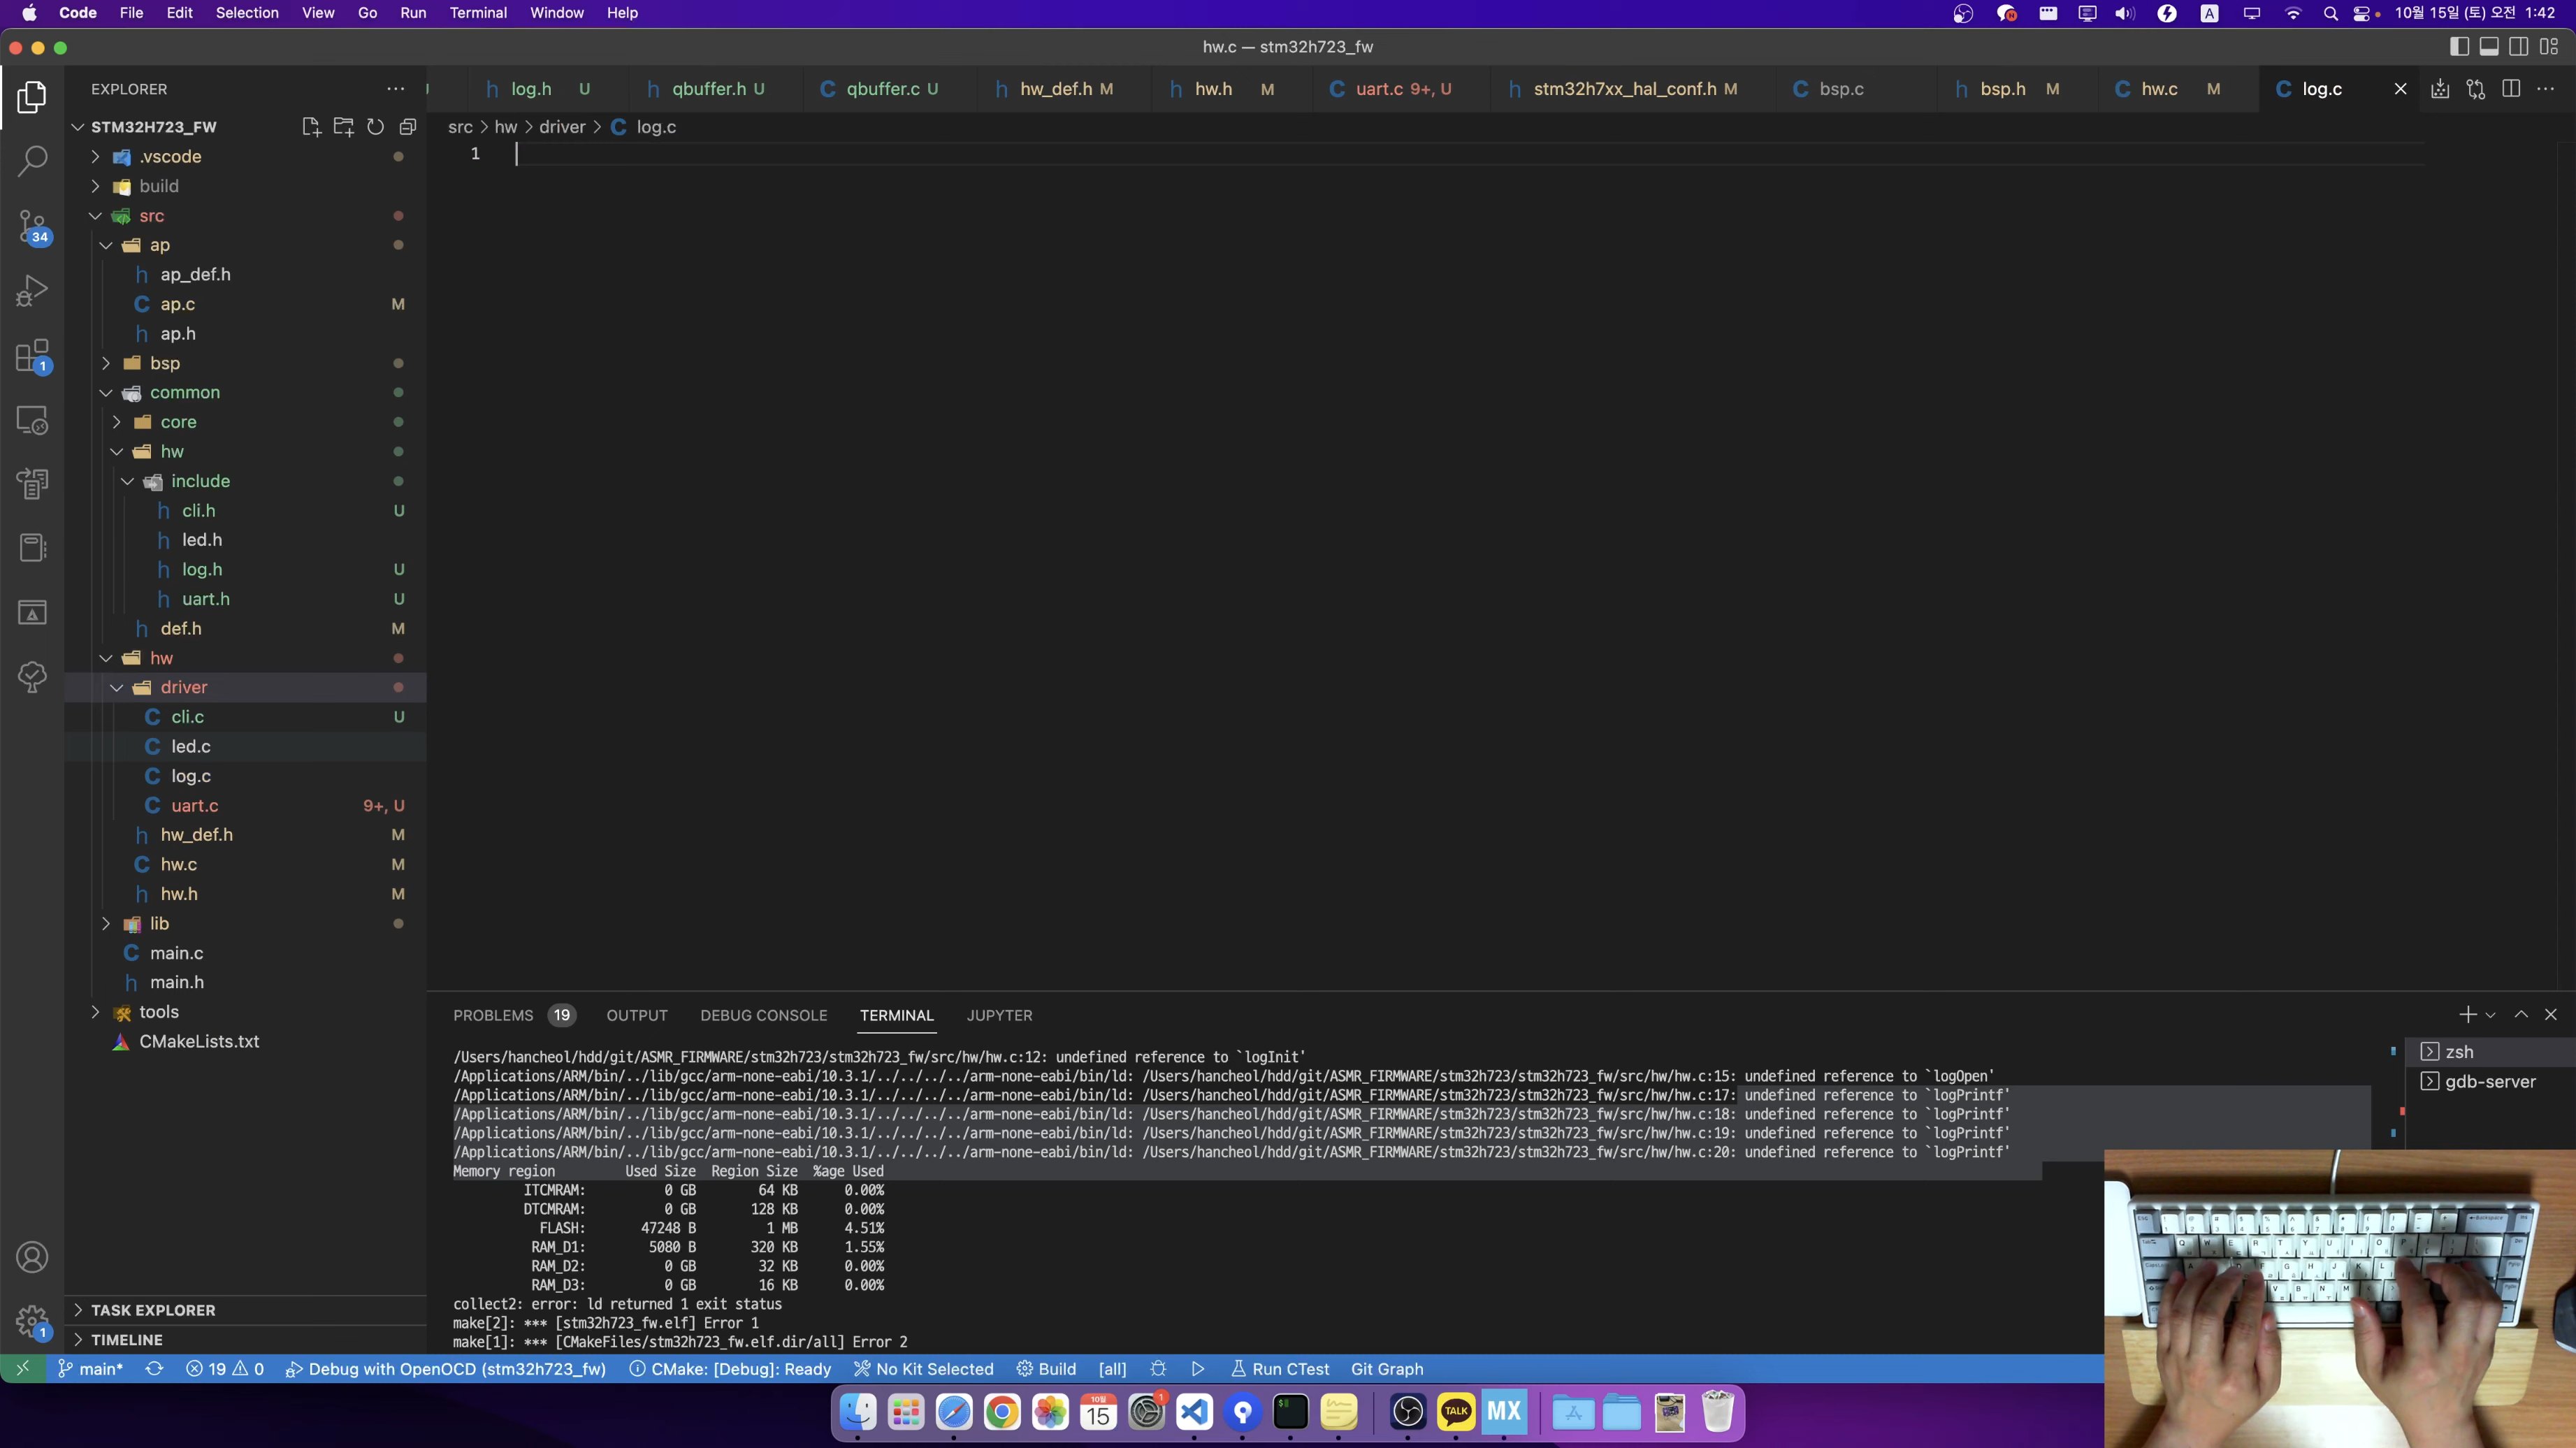 Code File Edit Selection View Go Run Terminal Window Help
A 10월 15일 (토) 오전 1:42
hw.c — stm32h723_fw
EXPLORER
log.h U qbuffer.h U qbuffer.c U hw_def.h M hw.h M uart.c 9+, U stm32h7xx_hal_conf.h M bsp.c bsp.h M hw.c M log.c
STM32H723_FW
src > hw > driver > C log.c
1
.vscode
build
src
ap
ap_def.h
ap.c M
ap.h
bsp
common
core
hw
include
cli.h U
led.h
log.h U
uart.h U
def.h M
hw
driver
cli.c U
led.c
log.c
uart.c 9+, U
hw_def.h M
hw.c M
hw.h M
lib
main.c
main.h
tools
CMakeLists.txt
TASK EXPLORER
TIMELINE
34
1
1
PROBLEMS 19 OUTPUT DEBUG CONSOLE TERMINAL JUPYTER
/Users/hancheol/hdd/git/ASMR_FIRMWARE/stm32h723/stm32h723_fw/src/hw/hw.c:12: undefined reference to `logInit'
/Applications/ARM/bin/../lib/gcc/arm-none-eabi/10.3.1/../../../../arm-none-eabi/bin/ld: /Users/hancheol/hdd/git/ASMR_FIRMWARE/stm32h723/stm32h723_fw/src/hw/hw.c:15: undefined reference to `logOpen'
/Applications/ARM/bin/../lib/gcc/arm-none-eabi/10.3.1/../../../../arm-none-eabi/bin/ld: /Users/hancheol/hdd/git/ASMR_FIRMWARE/stm32h723/stm32h723_fw/src/hw/hw.c:17: undefined reference to `logPrintf'
/Applications/ARM/bin/../lib/gcc/arm-none-eabi/10.3.1/../../../../arm-none-eabi/bin/ld: /Users/hancheol/hdd/git/ASMR_FIRMWARE/stm32h723/stm32h723_fw/src/hw/hw.c:18: undefined reference to `logPrintf'
/Applications/ARM/bin/../lib/gcc/arm-none-eabi/10.3.1/../../../../arm-none-eabi/bin/ld: /Users/hancheol/hdd/git/ASMR_FIRMWARE/stm32h723/stm32h723_fw/src/hw/hw.c:19: undefined reference to `logPrintf'
/Applications/ARM/bin/../lib/gcc/arm-none-eabi/10.3.1/../../../../arm-none-eabi/bin/ld: /Users/hancheol/hdd/git/ASMR_FIRMWARE/stm32h723/stm32h723_fw/src/hw/hw.c:20: undefined reference to `logPrintf'
Memory region Used Size Region Size %age Used
ITCMRAM: 0 GB 64 KB 0.00%
DTCMRAM: 0 GB 128 KB 0.00%
FLASH: 47248 B 1 MB 4.51%
RAM_D1: 5080 B 320 KB 1.55%
RAM_D2: 0 GB 32 KB 0.00%
RAM_D3: 0 GB 16 KB 0.00%
collect2: error: ld returned 1 exit status
make[2]: *** [stm32h723_fw.elf] Error 1
make[1]: *** [CMakeFiles/stm32h723_fw.elf.dir/all] Error 2
zsh
gdb-server
main* 19 0 Debug with OpenOCD (stm32h723_fw) CMake: [Debug]: Ready No Kit Selected Build [all] Run CTest Git Graph
10월
15
1
TALK
MX